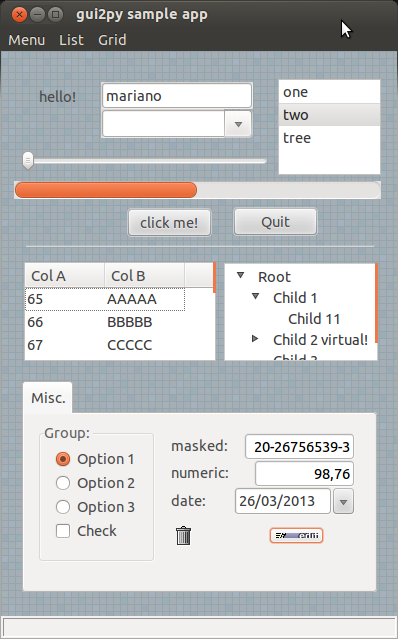 gui2py sample app
Menu List Grid
hello!
mariano
one
two
tree
click me!
Quit
Col A Col B
65 AAAAA
66 BBBBB
67 CCCCC
Root
Child 1
Child 11
Child 2 virtual!
Child 3
Misc.
Group:
Option 1
Option 2
Option 3
Check
masked: 20-26756539-3
numeric: 98,76
date: 26/03/2013